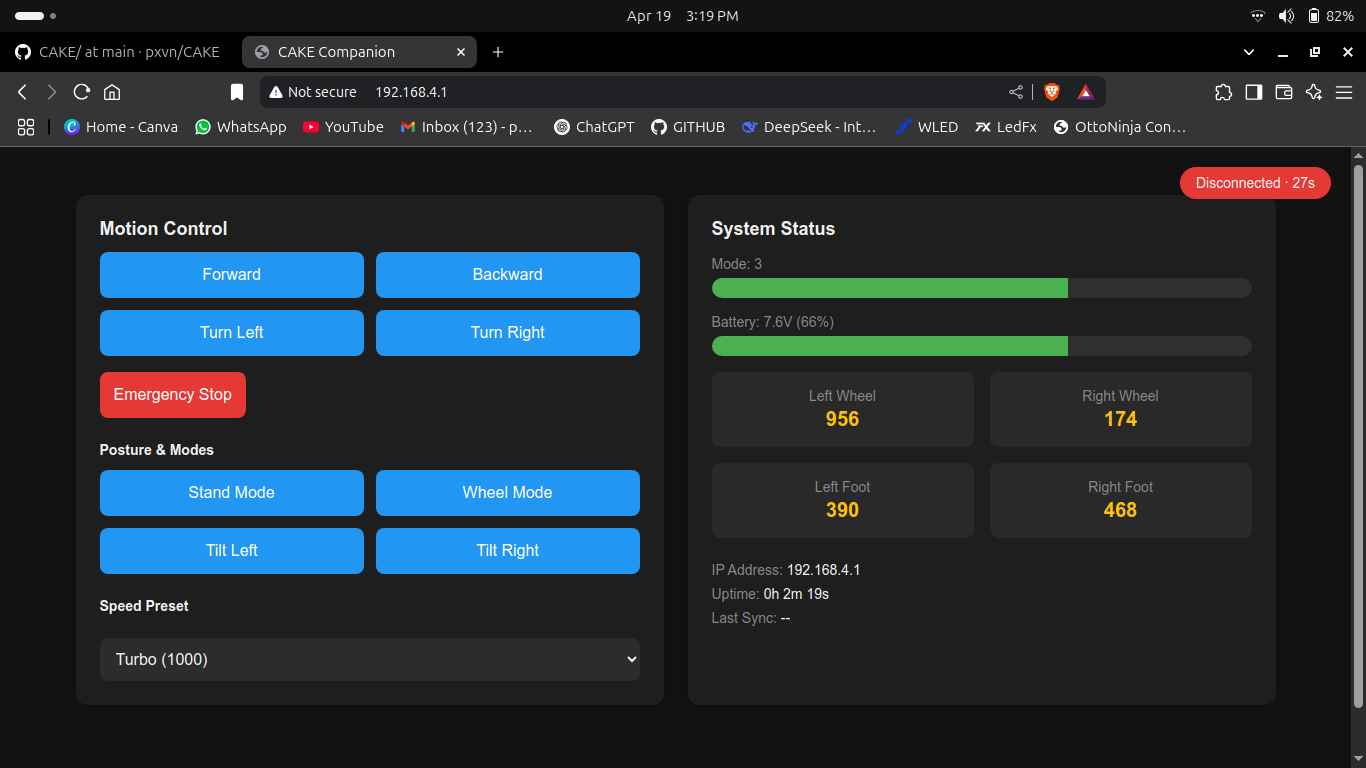 Apr 19 3:19 PM
82%
CAKE/ at main · pxvn/CAKE
CAKE Companion
Not secure 192.168.4.1
Home - Canva
WhatsApp
YouTube
Inbox (123) - p...
ChatGPT
GITHUB
DeepSeek - Int...
WLED
LedFx
OttoNinja Con...
Disconnected · 27s
Motion Control
Forward
Backward
Turn Left
Turn Right
Emergency Stop
Posture & Modes
Stand Mode
Wheel Mode
Tilt Left
Tilt Right
Speed Preset
Turbo (1000)
System Status
Mode: 3
Battery: 7.6V (66%)
Left Wheel
956
Right Wheel
174
Left Foot
390
Right Foot
468
IP Address: 192.168.4.1
Uptime: 0h 2m 19s
Last Sync: --